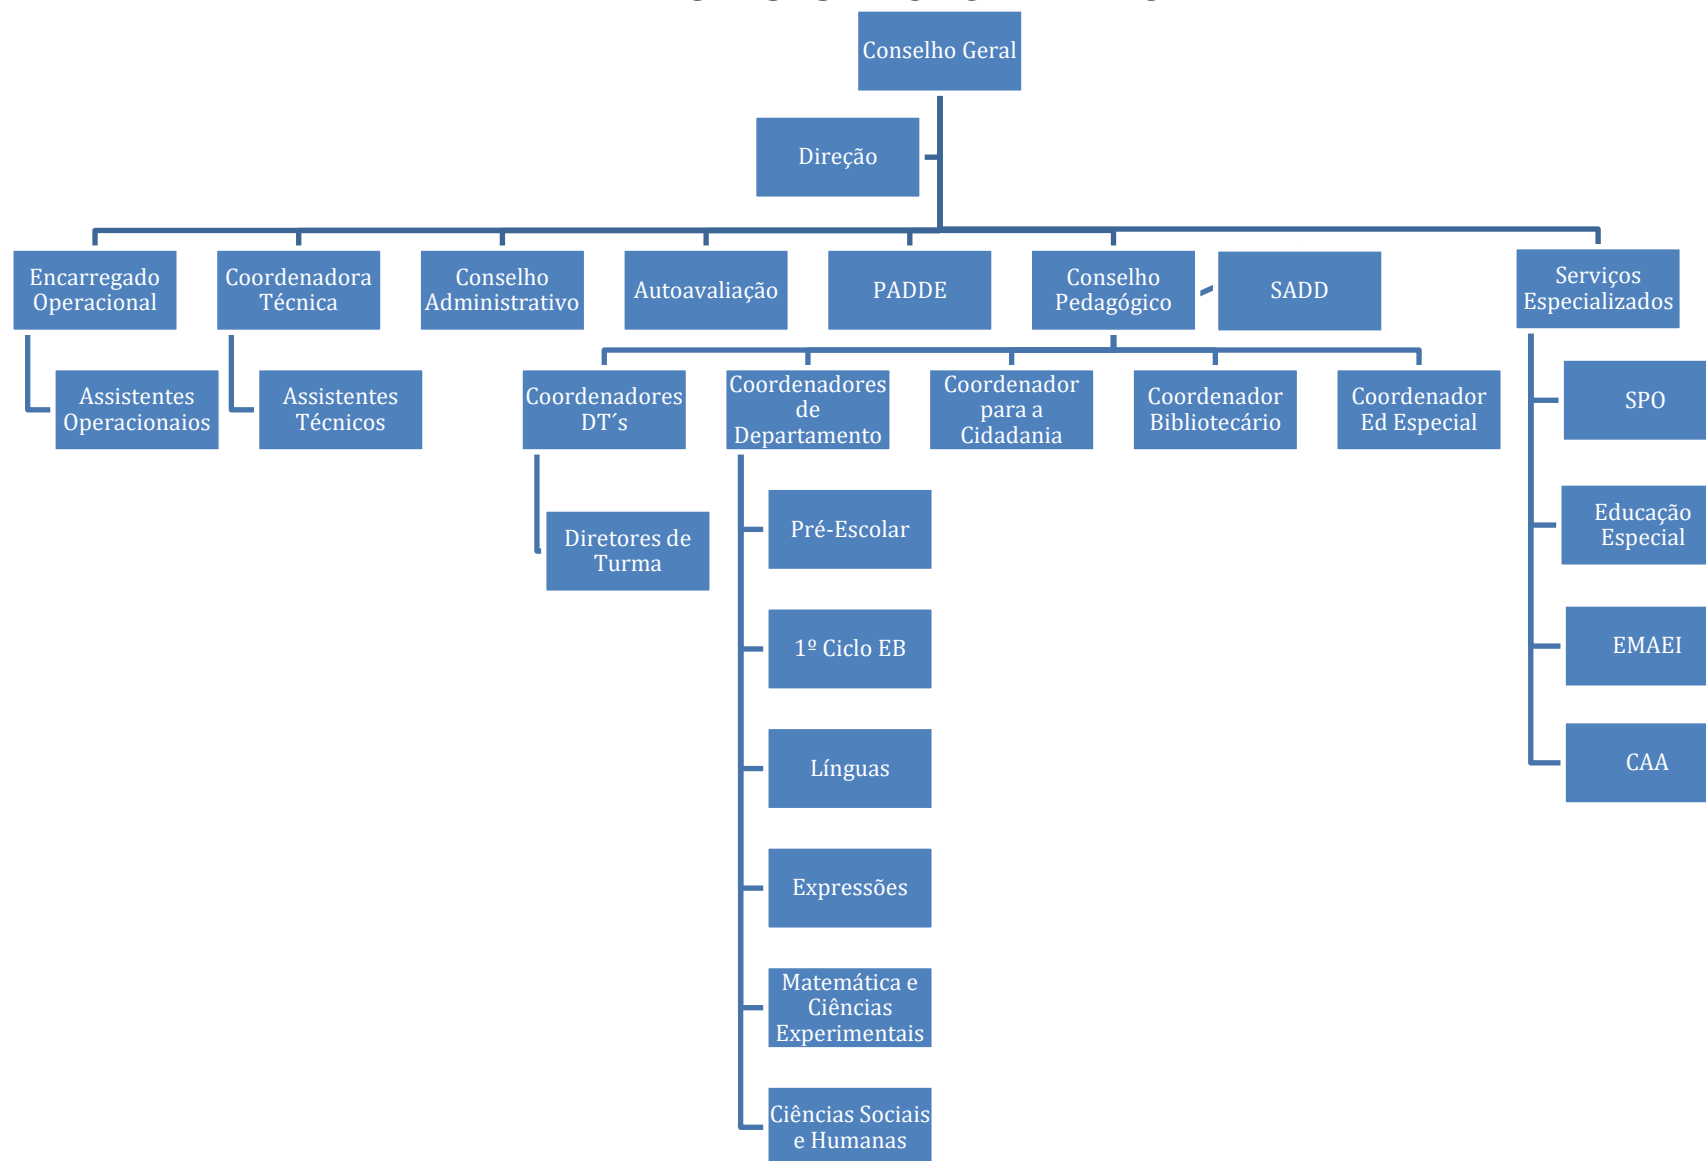 Conselho Geral
Direção
Encarregado
Operacional
Coordenadora
Técnica
Conselho
Administrativo
Autoavaliação
PADDE
Conselho
Pedagógico
SADD
Serviços
Especializados
Assistentes
Operacionaios
Assistentes
Técnicos
Coordenadores
DT´s
Coordenadores
de
Departamento
Coordenador
para a
Cidadania
Coordenador
Bibliotecário
Coordenador
Ed Especial
SPO
Diretores de
Turma
Pré-Escolar
Educação
Especial
1º Ciclo EB
EMAEI
Línguas
CAA
Expressões
Matemática e
Ciências
Experimentais
Ciências Sociais
e Humanas